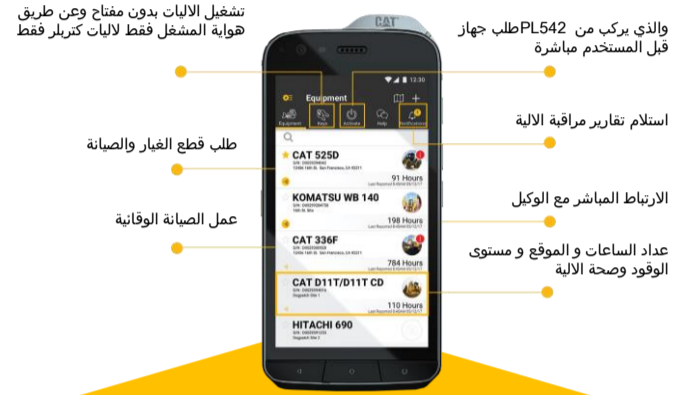 تشغيل الاليات بدون مفتاح وعن طريق
هواية المشغل فقط لاليات كتربلر فقط
والذي يركب من PL542طلب جهاز
قبل المستخدم مباشرة
استلام تقارير مراقبة الالية
طلب قطع الغيار والصيانة
الارتباط المباشر مع الوكيل
عمل الصيانة الوقائية
عداد الساعات و الموقع و مستوى
الوقود وصحة الالية
CAT
12:30
Equipment
Equipment
Keys
Activate
Help
Notifications
CAT 525D
91 Hours
KOMATSU WB 140
198 Hours
CAT 336F
784 Hours
CAT D11T/D11T CD
110 Hours
HITACHI 690